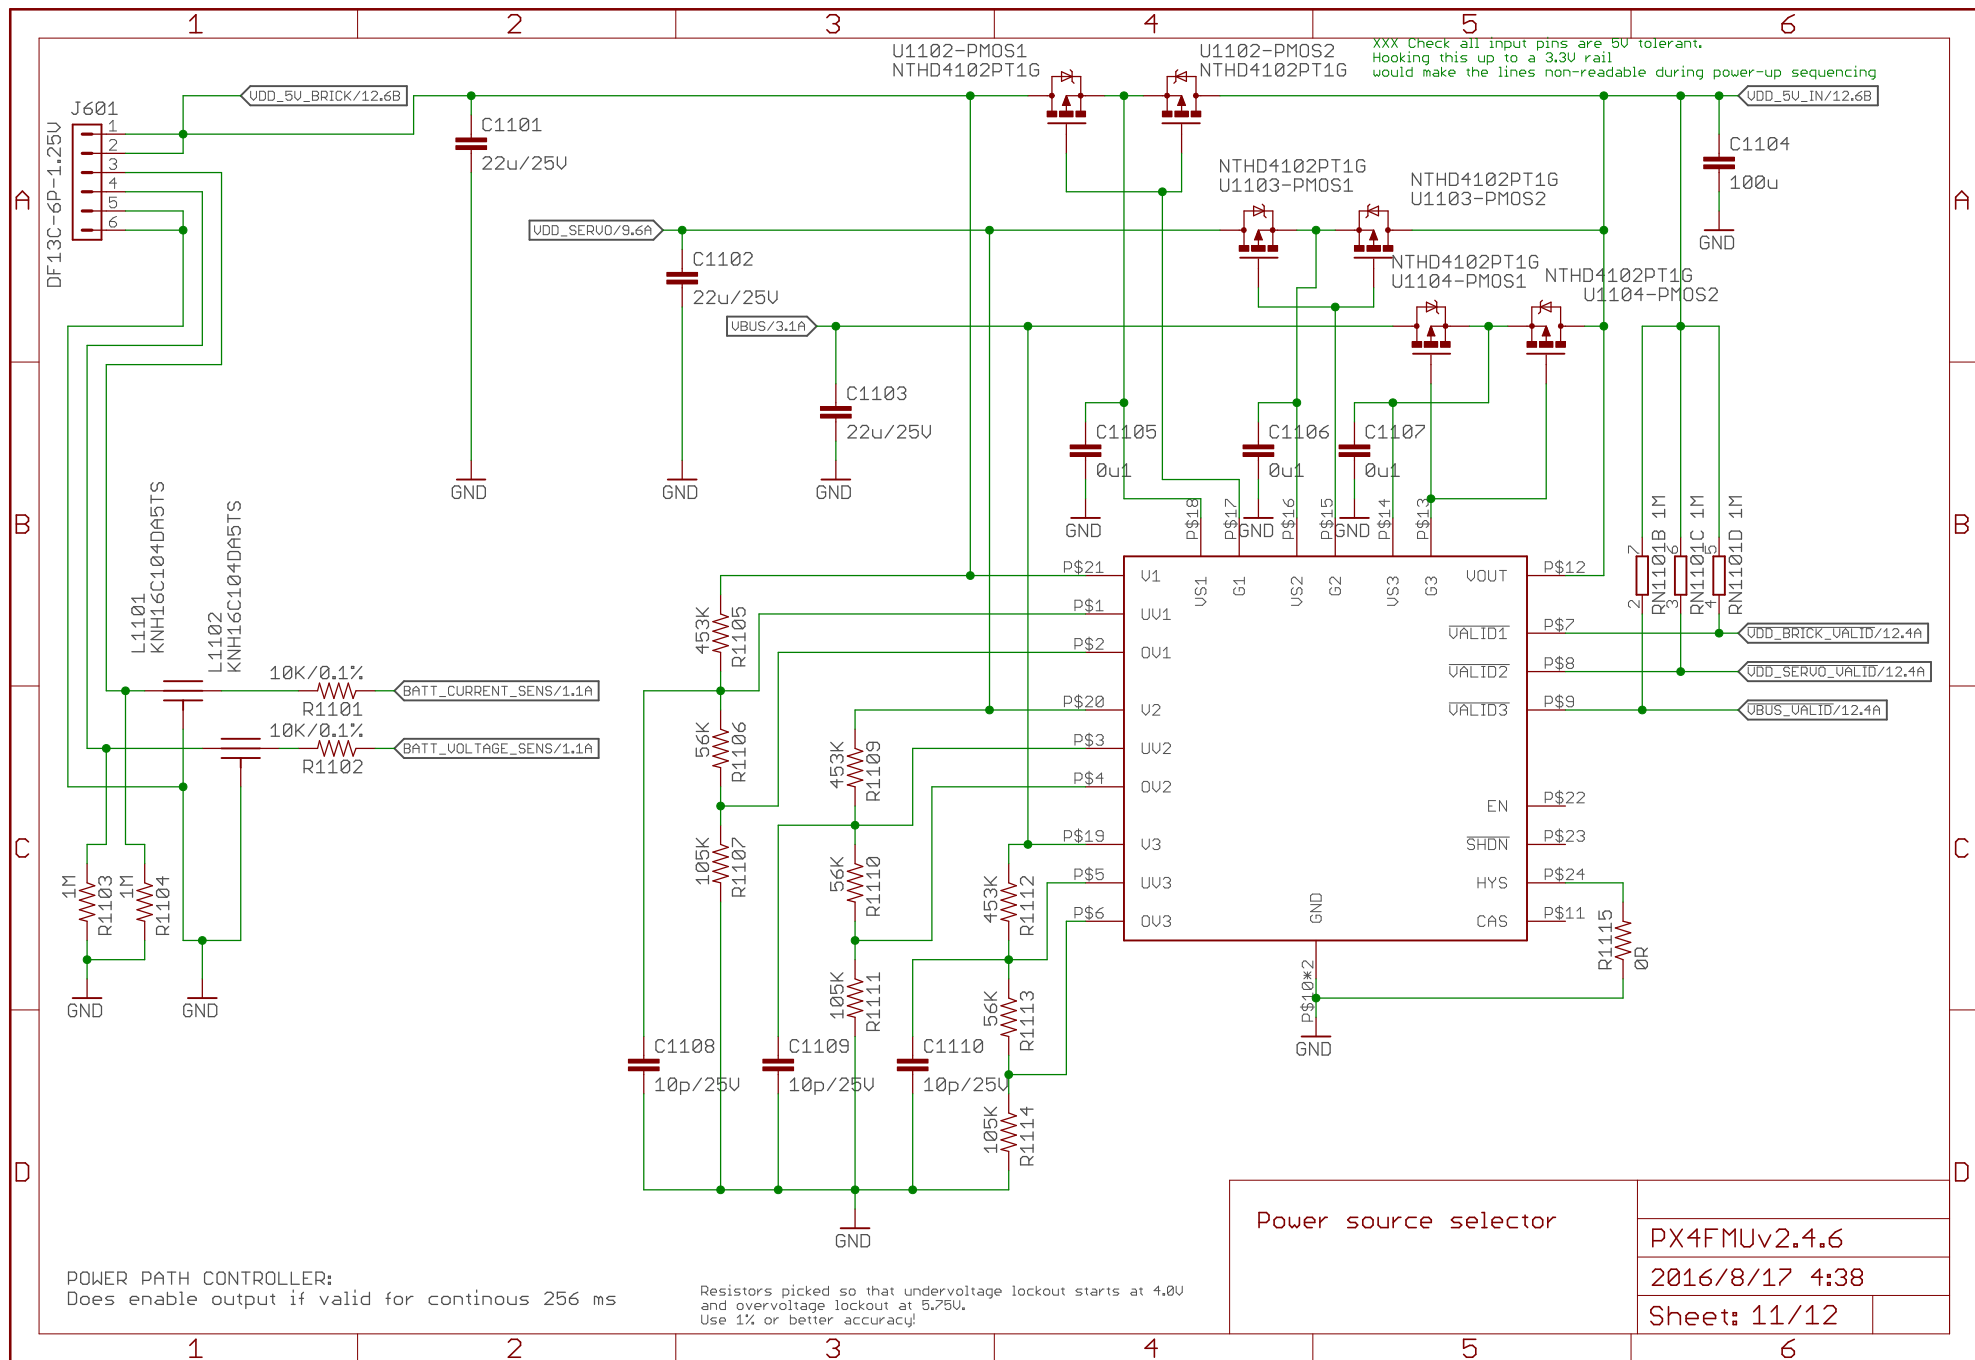 1 2 3 4 5 6
A
B
C
D
A
B
C
D
1 2 3 4 5 6
XXX Check all input pins are 5V tolerant.
Hooking this up to a 3.3V rail
would make the lines non-readable during power-up sequencing
U1102-PMOS1
NTHD4102PT1G
U1102-PMOS2
NTHD4102PT1G
VDD_5V_BRICK/12.6B
VDD_5V_IN/12.6B
J601
DF13C-6P-1.25V
1
2
3
4
5
6
C1101
22u/25V
C1104
100u
GND
NTHD4102PT1G
U1103-PMOS1
NTHD4102PT1G
U1103-PMOS2
VDD_SERVO/9.6A
C1102
22u/25V
NTHD4102PT1G
U1104-PMOS1
NTHD4102PT1G
U1104-PMOS2
VBUS/3.1A
C1103
22u/25V
GND
GND
GND
C1105
0u1
GND
C1106
0u1
GND
C1107
0u1
GND
P$18
P$17
P$16
P$15
P$14
P$13
VS1
G1
VS2
G2
VS3
G3
P$21 V1
P$1 UV1
P$2 OV1
P$20 V2
P$3 UV2
P$4 OV2
P$19 V3
P$5 UV3
P$6 OV3
VOUT P$12
VALID1 P$7
VALID2 P$8
VALID3 P$9
EN P$22
SHDN P$23
HYS P$24
CAS P$11
GND
P$10*2
GND
R1115
0R
7
2
RN1101B 1M
6
3
RN1101C 1M
5
4
RN1101D 1M
VDD_BRICK_VALID/12.4A
VDD_SERVO_VALID/12.4A
VBUS_VALID/12.4A
L1101
KNH16C104DA5TS
L1102
KNH16C104DA5TS
10K/0.1%
R1101
BATT_CURRENT_SENS/1.1A
10K/0.1%
R1102
BATT_VOLTAGE_SENS/1.1A
1M
R1103
1M
R1104
GND
GND
453K
R1105
56K
R1106
105K
R1107
453K
R1109
56K
R1110
105K
R1111
453K
R1112
56K
R1113
105K
R1114
C1108
10p/25V
C1109
10p/25V
C1110
10p/25V
GND
POWER PATH CONTROLLER:
Does enable output if valid for continous 256 ms
Resistors picked so that undervoltage lockout starts at 4.0V
and overvoltage lockout at 5.75V.
Use 1% or better accuracy!
Power source selector
PX4FMUv2.4.6
2016/8/17 4:38
Sheet: 11/12